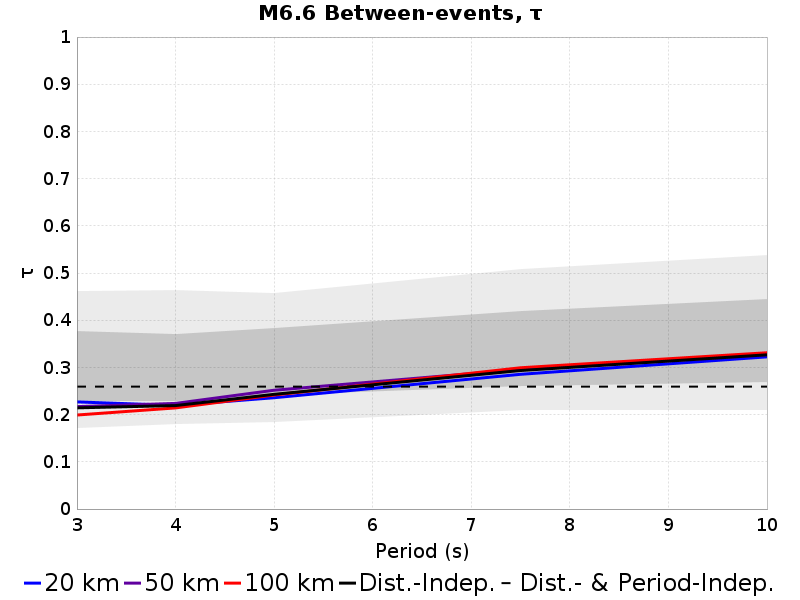 M6.6 Between-events, τ
1
0.9
0.8
0.7
0.6
0.5
0.4
0.3
0.2
0.1
0
τ
3 4 5 6 7 8 9 10
Period (s)
20 km 50 km 100 km Dist.-Indep. Dist.- & Period-Indep.